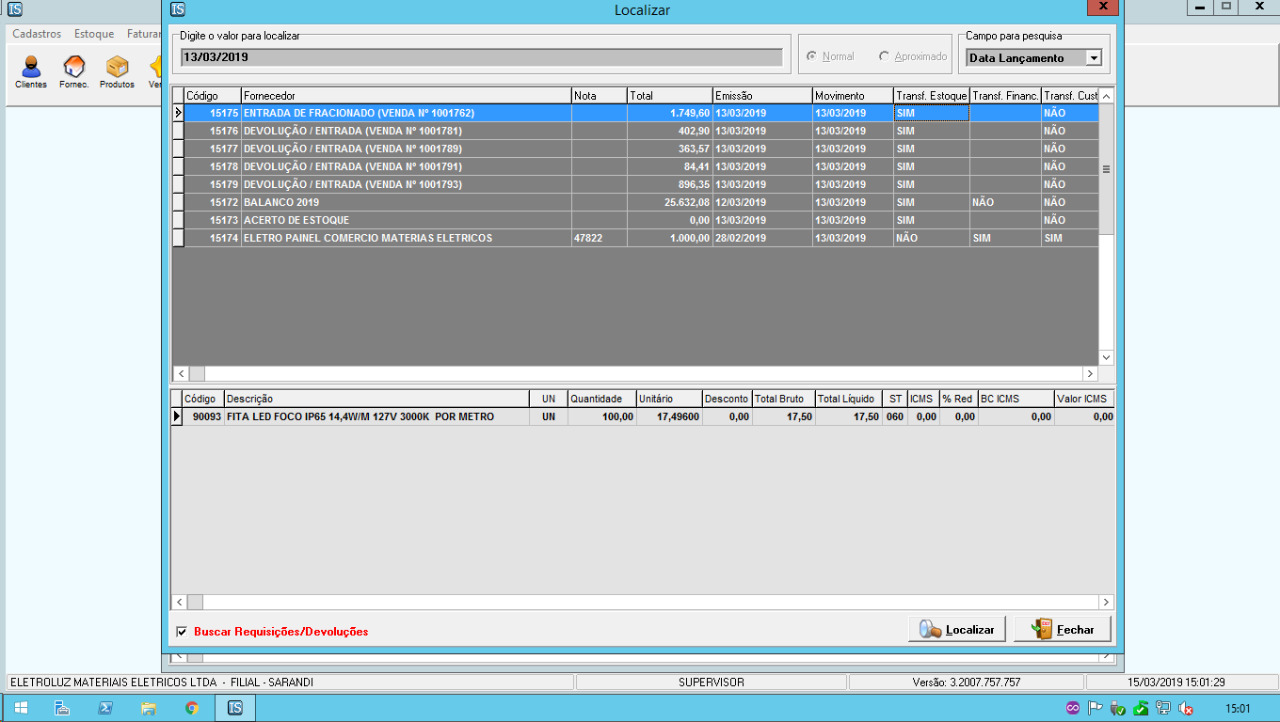 IS
IS Localizar
Cadastros Estoque
Clientes Fornec. Produtos
Digite o valor para localizar
13/03/2019
Normal Aproximado
Campo para pesquisa
Data Lançamento
Código Fornecedor Nota Total Emissão Movimento Transf. Estoque Transf. Financ. Transf. Cust
15175 ENTRADA DE FRACIONADO (VENDA Nº 1001762) 1.749,60 13/03/2019 13/03/2019 SIM NÃO
15176 DEVOLUÇÃO / ENTRADA (VENDA Nº 1001781) 402,90 13/03/2019 13/03/2019 SIM NÃO
15177 DEVOLUÇÃO / ENTRADA (VENDA Nº 1001789) 363,57 13/03/2019 13/03/2019 SIM NÃO
15178 DEVOLUÇÃO / ENTRADA (VENDA Nº 1001791) 84,41 13/03/2019 13/03/2019 SIM NÃO
15179 DEVOLUÇÃO / ENTRADA (VENDA Nº 1001793) 896,35 13/03/2019 13/03/2019 SIM NÃO
15172 BALANCO 2019 25.632,08 12/03/2019 13/03/2019 SIM NÃO NÃO
15173 ACERTO DE ESTOQUE 0,00 13/03/2019 13/03/2019 SIM NÃO
15174 ELETRO PAINEL COMERCIO MATERIAS ELETRICOS 47822 1.000,00 28/02/2019 13/03/2019 NÃO SIM SIM
Código Descrição UN Quantidade Unitário Desconto Total Bruto Total Líquido ST ICMS % Red BC ICMS Valor ICMS
90093 FITA LED FOCO IP65 14,4W/M 127V 3000K POR METRO UN 100,00 17,49600 0,00 17,50 17,50 060 0,00 0,00 0,00 0,00
Buscar Requisições/Devoluções
Localizar Fechar
ELETROLUZ MATERIAIS ELETRICOS LTDA - FILIAL - SARANDI SUPERVISOR Versão: 3.2007.757.757 15/03/2019 15:01:29
IS 15:01